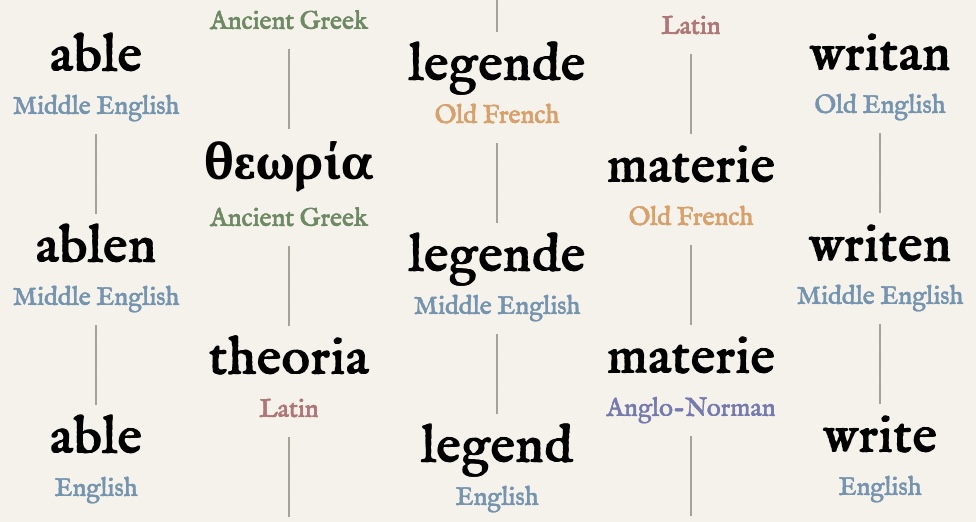 able
Middle English
ablen
Middle English
able
English
Ancient Greek
θεωρία
Ancient Greek
theoria
Latin
legende
Old French
legende
Middle English
legend
English
Latin
materie
Old French
materie
Anglo-Norman
writan
Old English
writen
Middle English
write
English